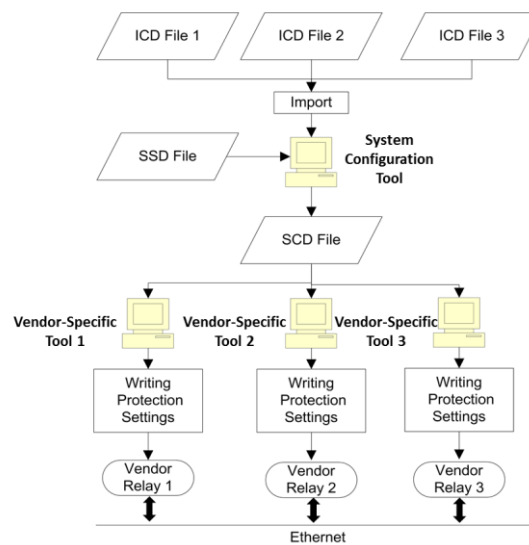 ICD File 1
ICD File 2
ICD File 3
Import
System
Configuration
Tool
SSD File
SCD File
Vendor-Specific
Tool 1
Vendor-Specific
Tool 2
Vendor-Specific
Tool 3
Writing
Protection
Settings
Writing
Protection
Settings
Writing
Protection
Settings
Vendor
Relay 1
Vendor
Relay 2
Vendor
Relay 3
Ethernet